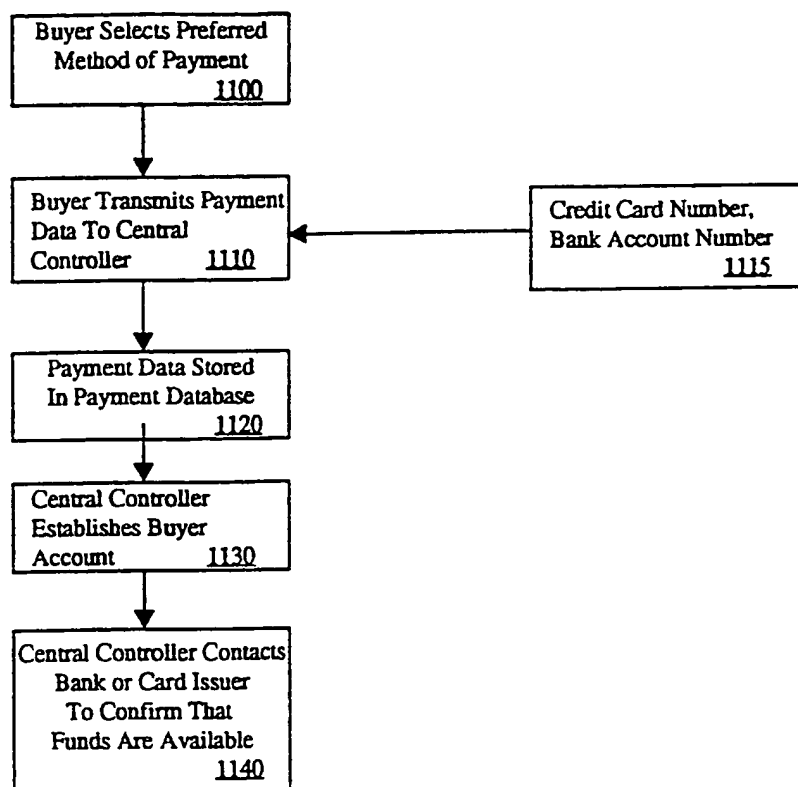 Buyer Selects Preferred
Method of Payment
1100
Buyer Transmits Payment
Data To Central
Controller 1110
Credit Card Number,
Bank Account Number
1115
Payment Data Stored
In Payment Database
1120
Central Controller
Establishes Buyer
Account 1130
Central Controller Contacts
Bank or Card Issuer
To Confirm That
Funds Are Available
1140